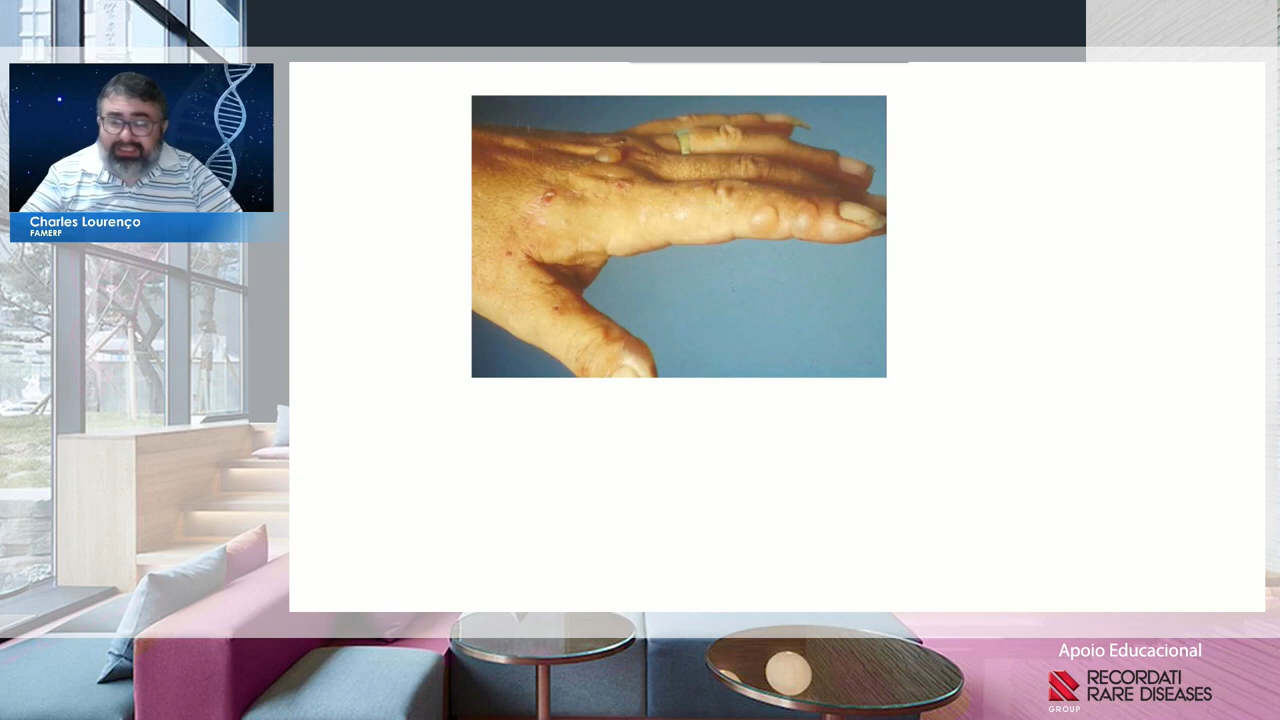 Charles Lourenço
FAMERP
Apoio Educacional
RECORDATI
RARE DISEASES
GROUP